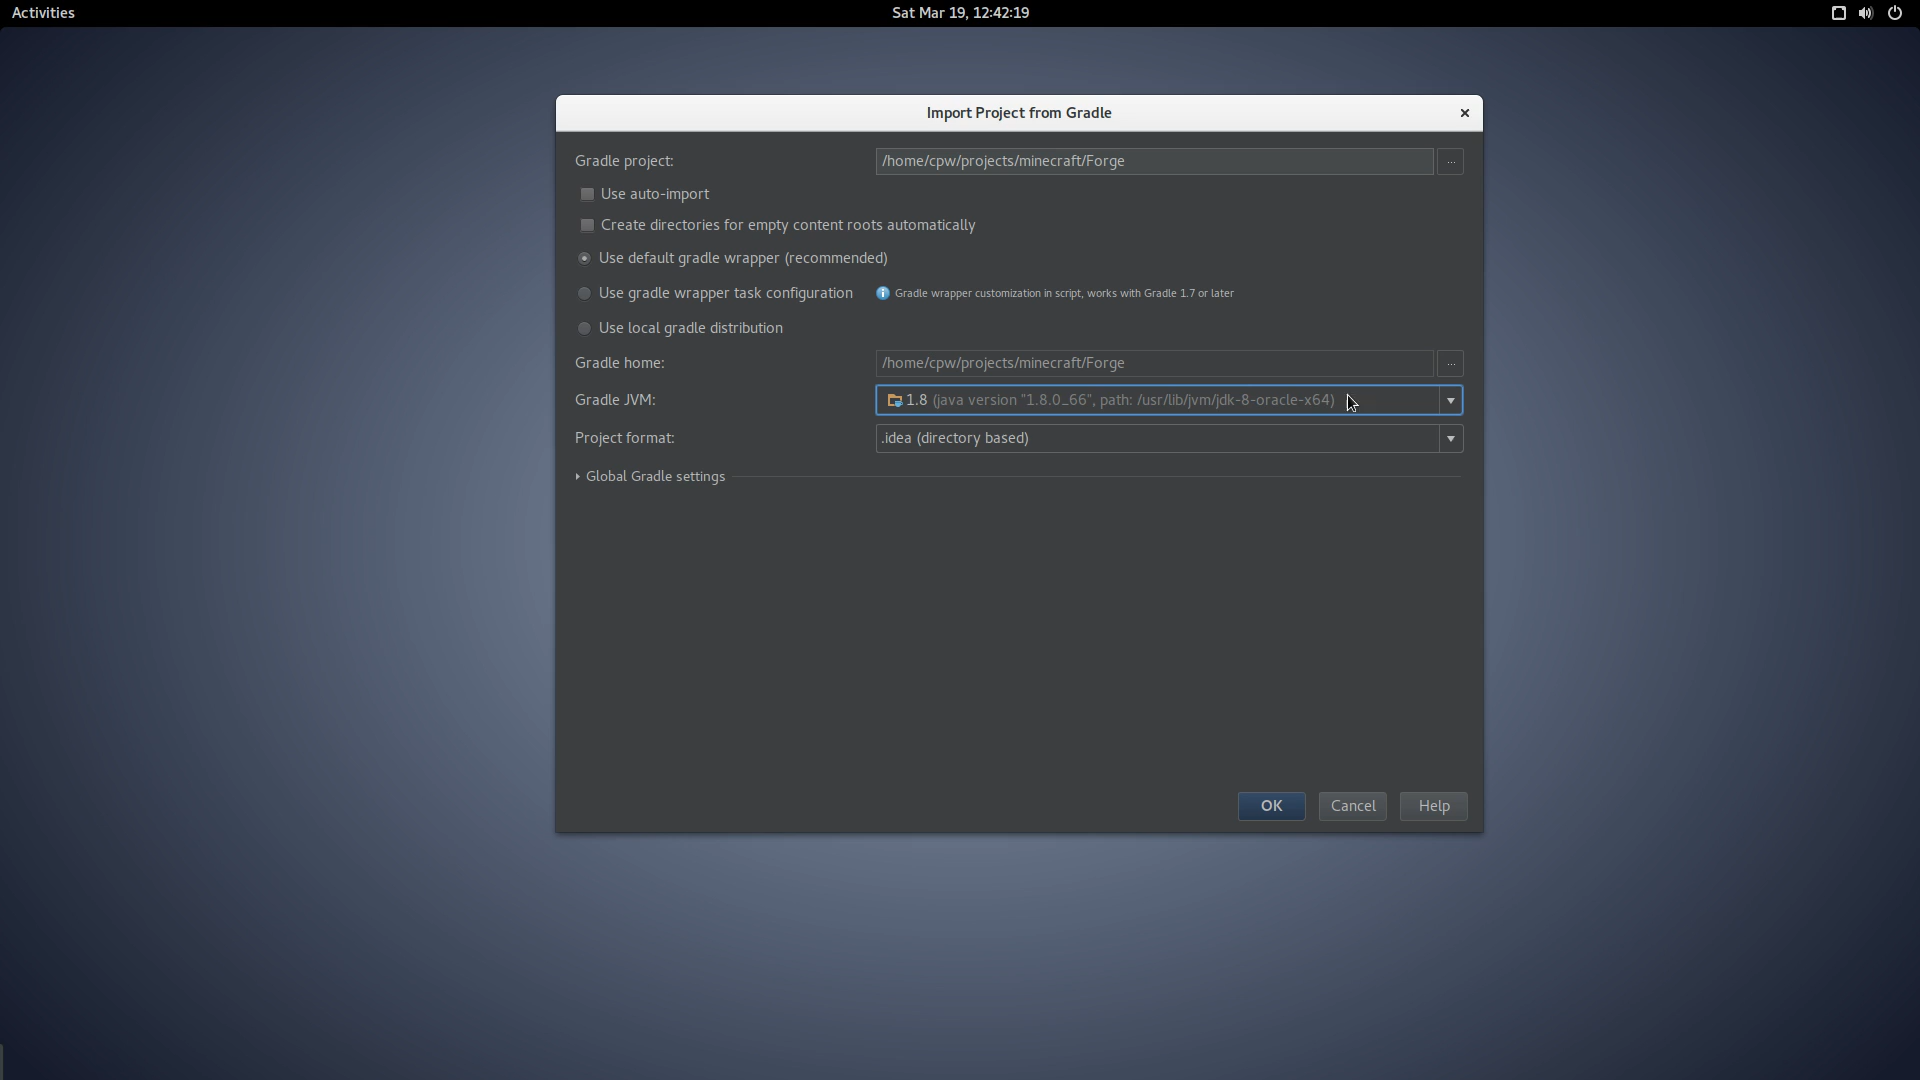 Activities
Sat Mar 19, 12:42:19
Import Project from Gradle
Gradle project:
/home/cpw/projects/minecraft/Forge
...
Use auto-import
Create directories for empty content roots automatically
Use default gradle wrapper (recommended)
Use gradle wrapper task configuration
Gradle wrapper customization in script, works with Gradle 1.7 or later
Use local gradle distribution
Gradle home:
/home/cpw/projects/minecraft/Forge
...
Gradle JVM:
1.8 (java version "1.8.0_66", path: /usr/lib/jvm/jdk-8-oracle-x64)
Project format:
.idea (directory based)
Global Gradle settings
OK
Cancel
Help